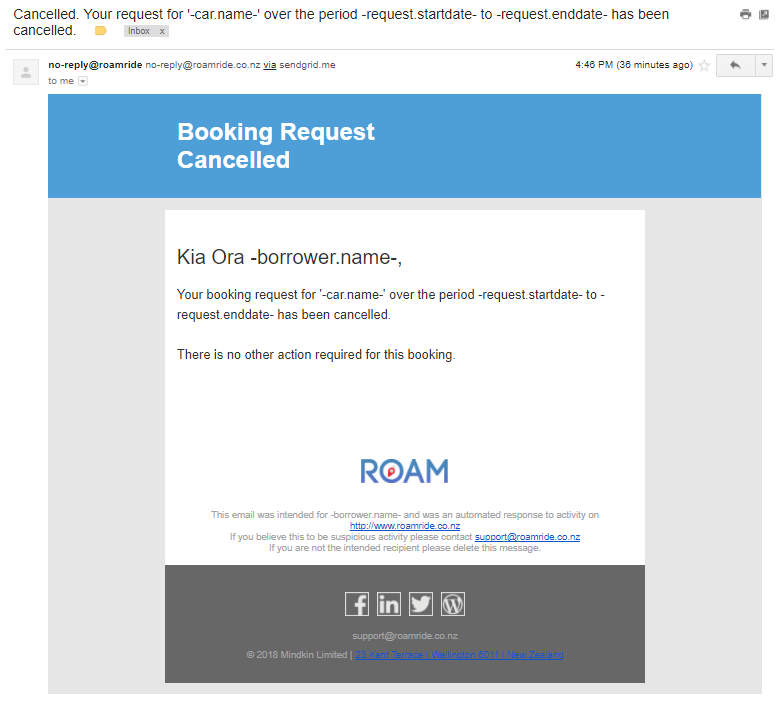 Cancelled. Your request for '-car.name-' over the period -request.startdate- to -request.enddate- has been
cancelled. Inbox x
no-reply@roamride no-reply@roamride.co.nz via sendgrid.me 4:46 PM (36 minutes ago)
to me
Booking Request
Cancelled
Kia Ora -borrower.name-,
Your booking request for '-car.name-' over the period -request.startdate- to -
request.enddate- has been cancelled.
There is no other action required for this booking.
ROAM
This email was intended for -borrower.name- and was an automated response to activity on
http://www.roamride.co.nz
If you believe this to be suspicious activity please contact support@roamride.co.nz
If you are not the intended recipient please delete this message.
support@roamride.co.nz
© 2018 Mindkin Limited | 23 Kent Terrace | Wellington 6011 | New Zealand